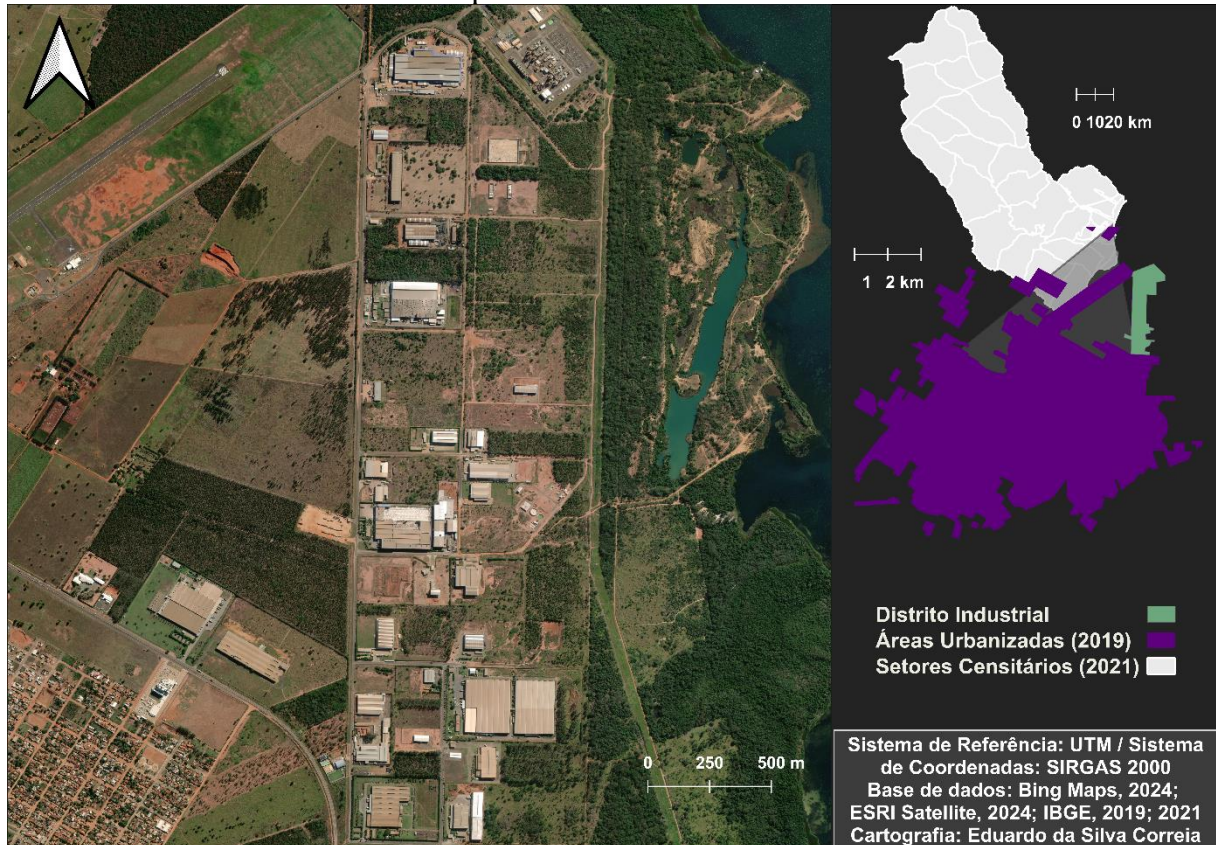 0 1020 km
1 2 km
Distrito Industrial
Áreas Urbanizadas (2019)
Setores Censitários (2021)
0 250 500 m
Sistema de Referência: UTM / Sistema
de Coordenadas: SIRGAS 2000
Base de dados: Bing Maps, 2024;
ESRI Satellite, 2024; IBGE, 2019; 2021
Cartografia: Eduardo da Silva Correia